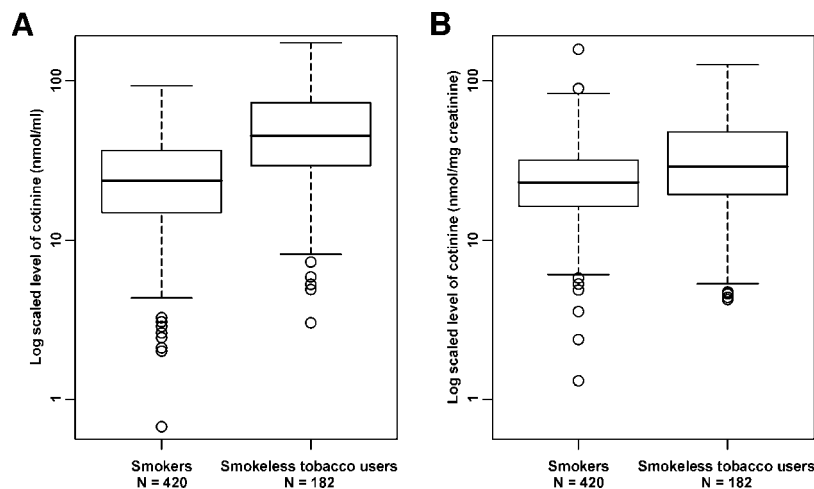 A
Log scaled level of cotinine (nmol/ml)
100
10
1
Smokers
N = 420
Smokeless tobacco users
N = 182
B
Log scaled level of cotinine (nmol/mg creatinine)
100
10
1
Smokers
N = 420
Smokeless tobacco users
N = 182